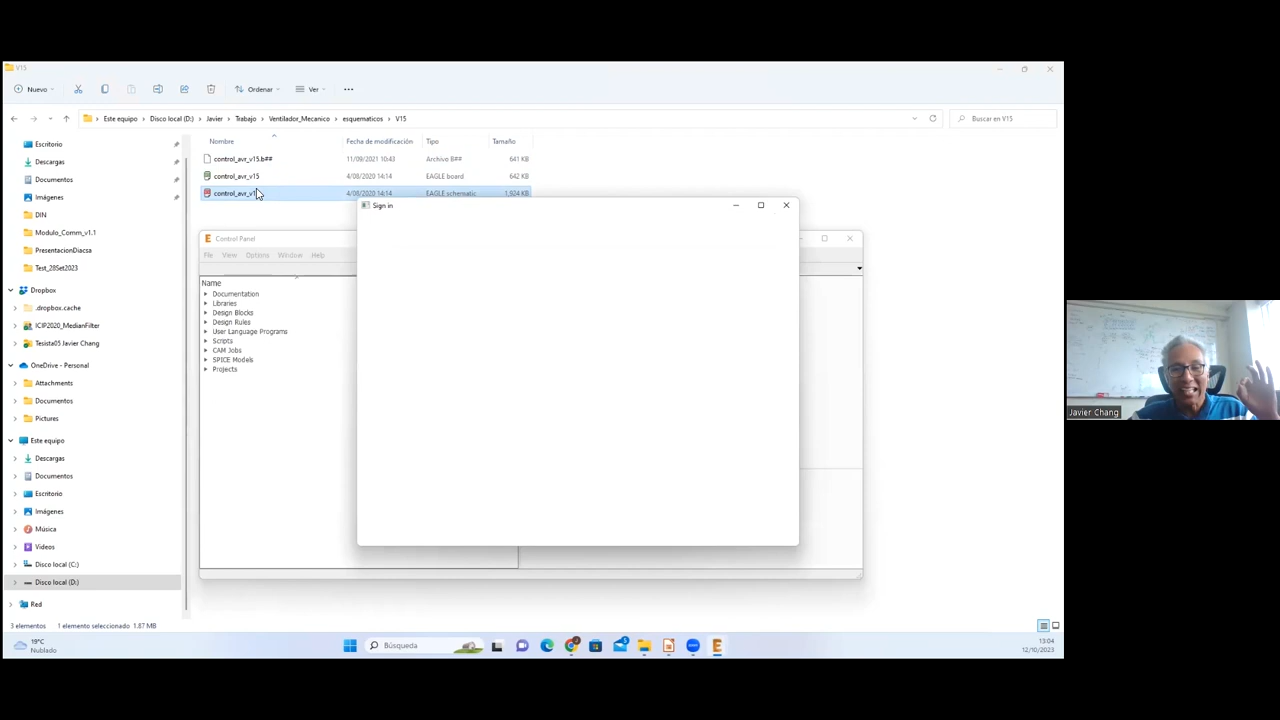 V15
Nuevo
Ordenar
Ver
Este equipo > Disco local (D:) > Javier > Trabajo > Ventilador_Mecanico > esquematicos > V15
Buscar en V15
Nombre Fecha de modificación Tipo Tamaño
control_avr_v15.b## 11/09/2021 10:43 Archivo B## 641 KB
control_avr_v15 4/08/2020 14:14 EAGLE board 642 KB
control_avr_v1 4/08/2020 14:14 EAGLE schematic 1,924 KB
Escritorio
Descargas
Documentos
Imágenes
DIN
Modulo_Comm_v1.1
PresentacionDiacsa
Test_28Set2023
Dropbox
.dropbox.cache
ICIP2020_MedianFilter
Tesista05 Javier Chang
OneDrive - Personal
Attachments
Documentos
Pictures
Este equipo
Descargas
Documentos
Escritorio
Imágenes
Música
Videos
Disco local (C:)
Disco local (D:)
Red
Control Panel
File View Options Window Help
Name
Documentation
Libraries
Design Blocks
Design Rules
User Language Programs
Scripts
CAM Jobs
SPICE Models
Projects
Sign in
Javier Chang
3 elementos 1 elemento seleccionado 1.87 MB
19°C
Nublado
Búsqueda
13:04
12/10/2023